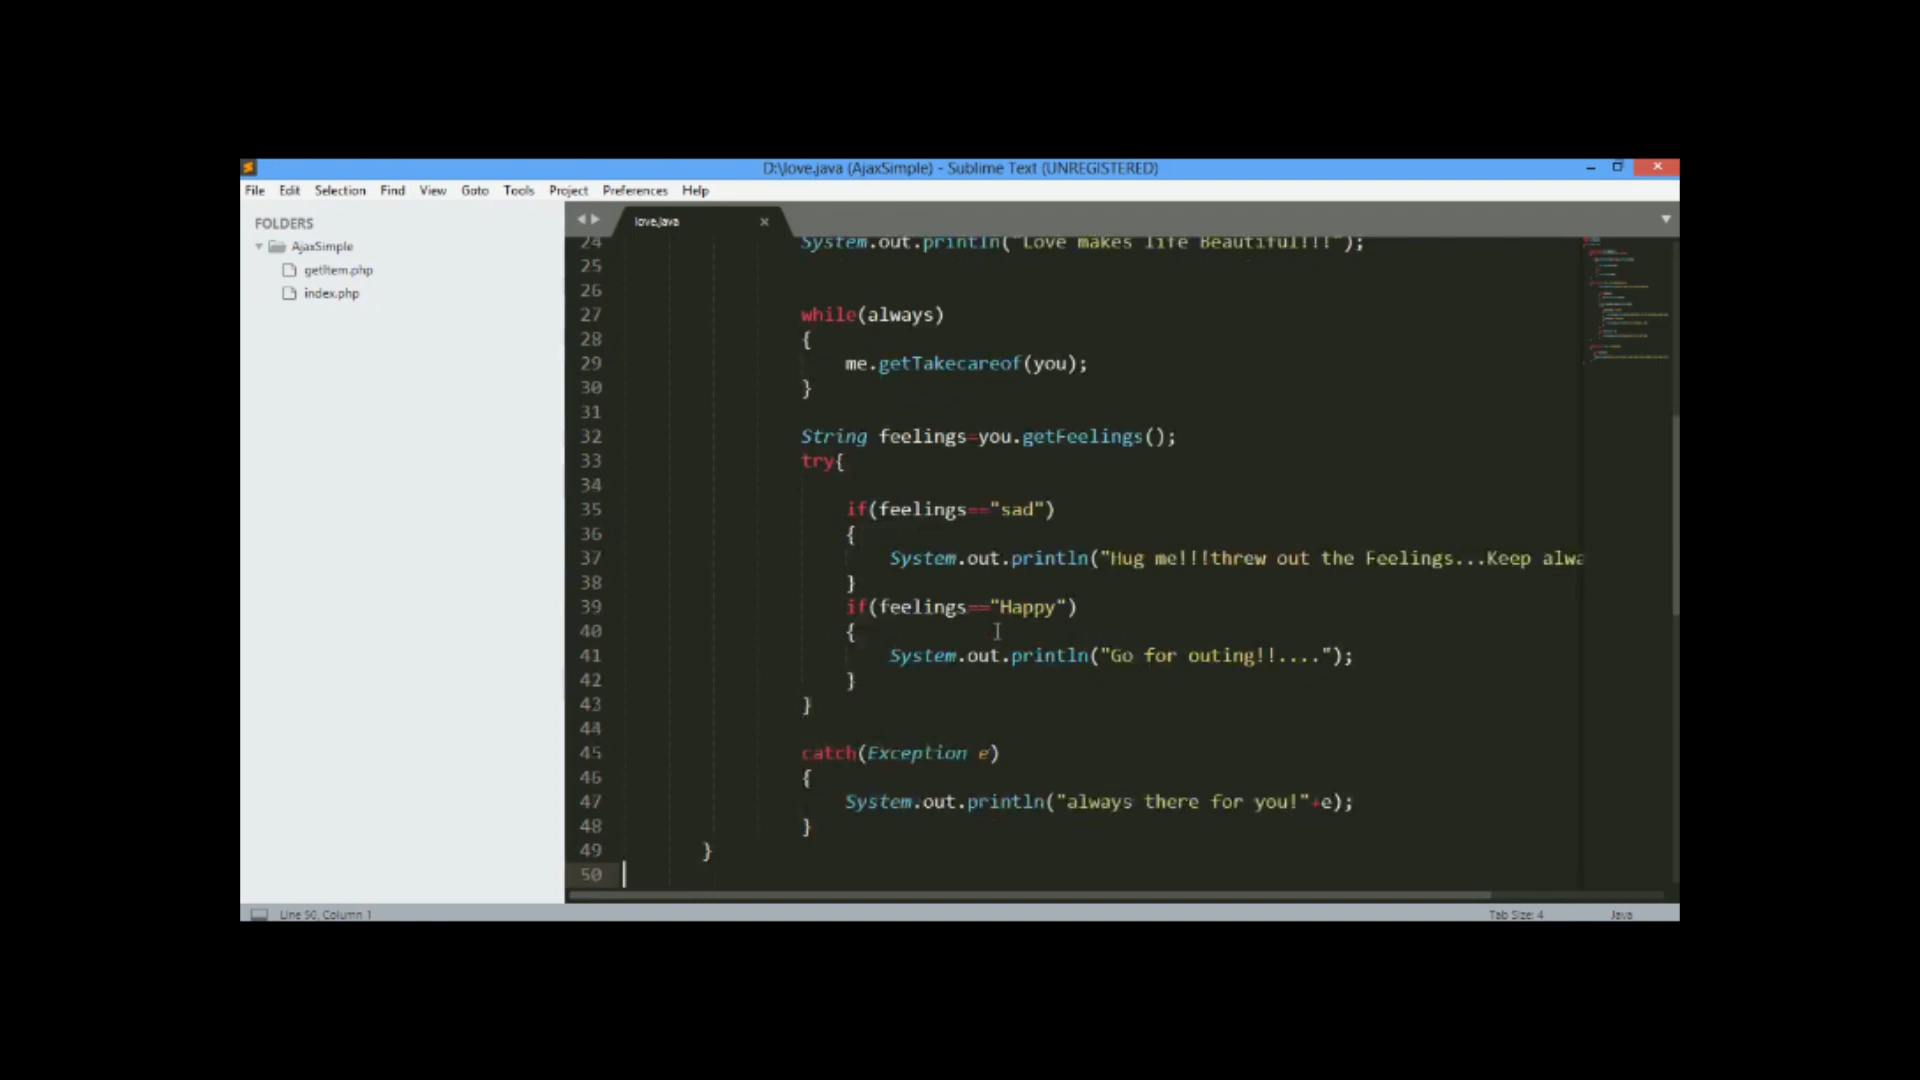 D:\love.java (AjaxSimple) - Sublime Text (UNREGISTERED)
File Edit Selection Find View Goto Tools Project Preferences Help
FOLDERS
AjaxSimple
getItem.php
index.php
love.java
24 System.out.println("Love makes life Beautiful!!!");
25
26
27 while(always)
28 {
29 me.getTakecareof(you);
30 }
31
32 String feelings=you.getFeelings();
33 try{
34
35 if(feelings=="sad")
36 {
37 System.out.println("Hug me!!!threw out the Feelings...Keep alwa
38 }
39 if(feelings=="Happy")
40 {
41 System.out.println("Go for outing!!....");
42 }
43 }
44
45 catch(Exception e)
46 {
47 System.out.println("always there for you!"+e);
48 }
49 }
50
Line 50, Column 1 Tab Size: 4 Java